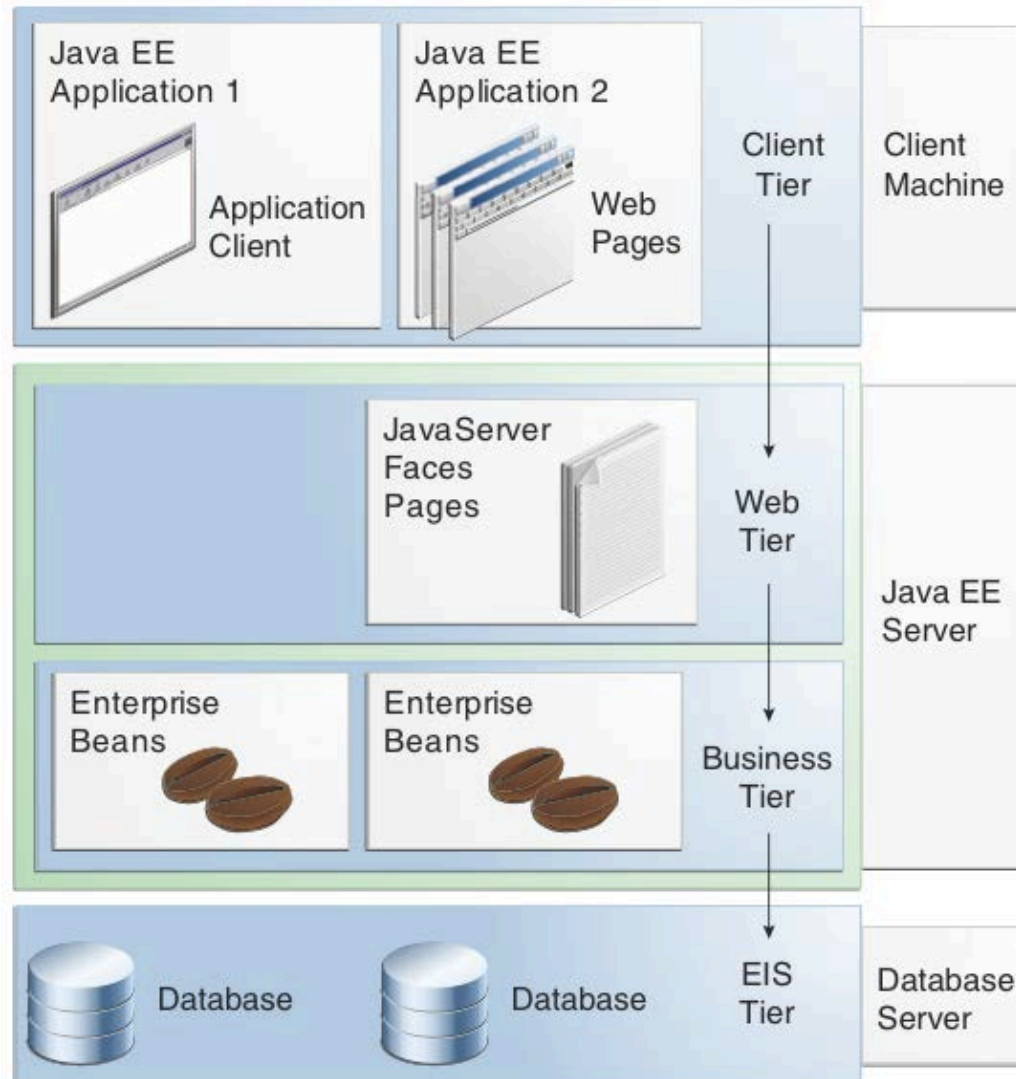 Java EE
Application 1
Application
Client
Java EE
Application 2
Web
Pages
Client
Tier
Client
Machine
JavaServer
Faces
Pages
Web
Tier
Java EE
Server
Enterprise
Beans
Enterprise
Beans
Business
Tier
Database
Database
EIS
Tier
Database
Server